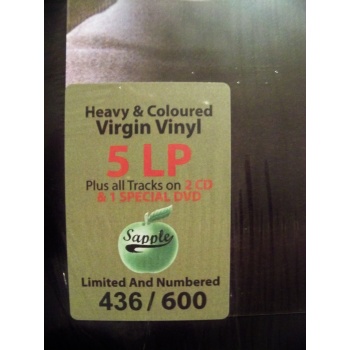 Heavy & Coloured
Virgin Vinyl
5 LP
Plus all Tracks on 2 CD
& 1 SPECIAL DVD
Sapple
Limited And Numbered
436 / 600